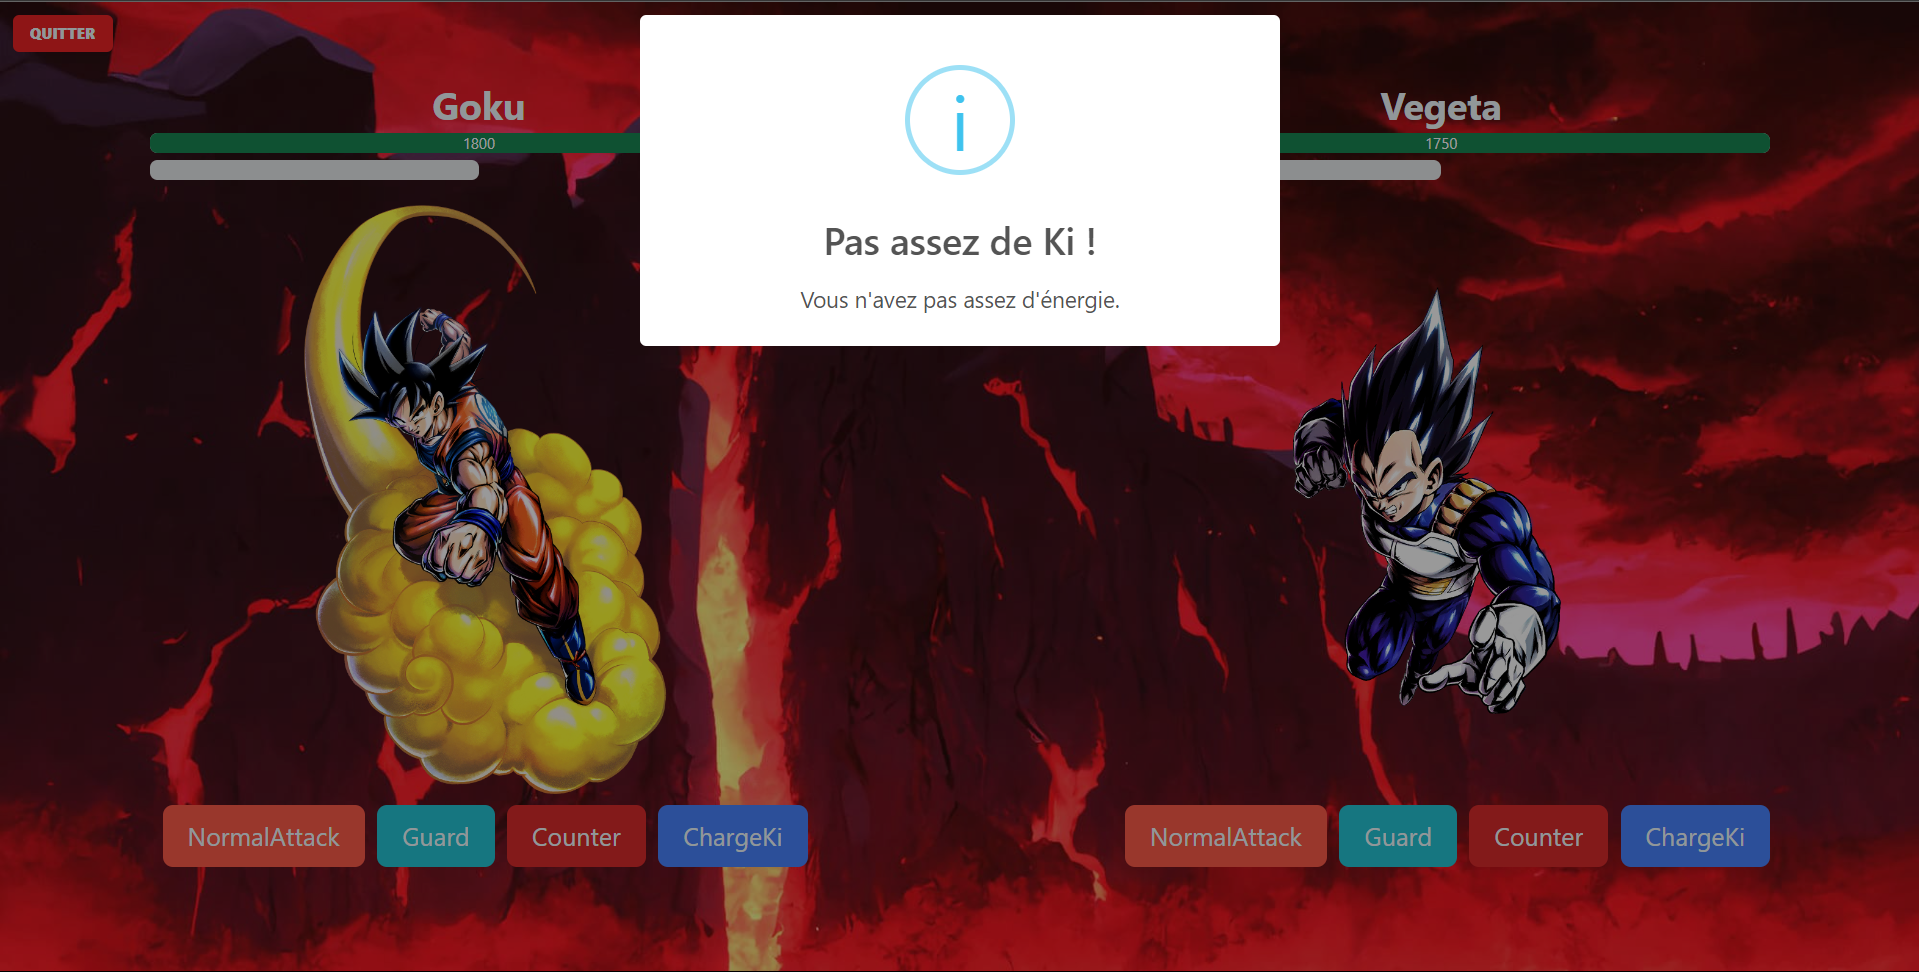 QUITTER
Goku
1800
Vegeta
1750
i
Pas assez de Ki !
Vous n'avez pas assez d'énergie.
NormalAttack Guard Counter ChargeKi
NormalAttack Guard Counter ChargeKi